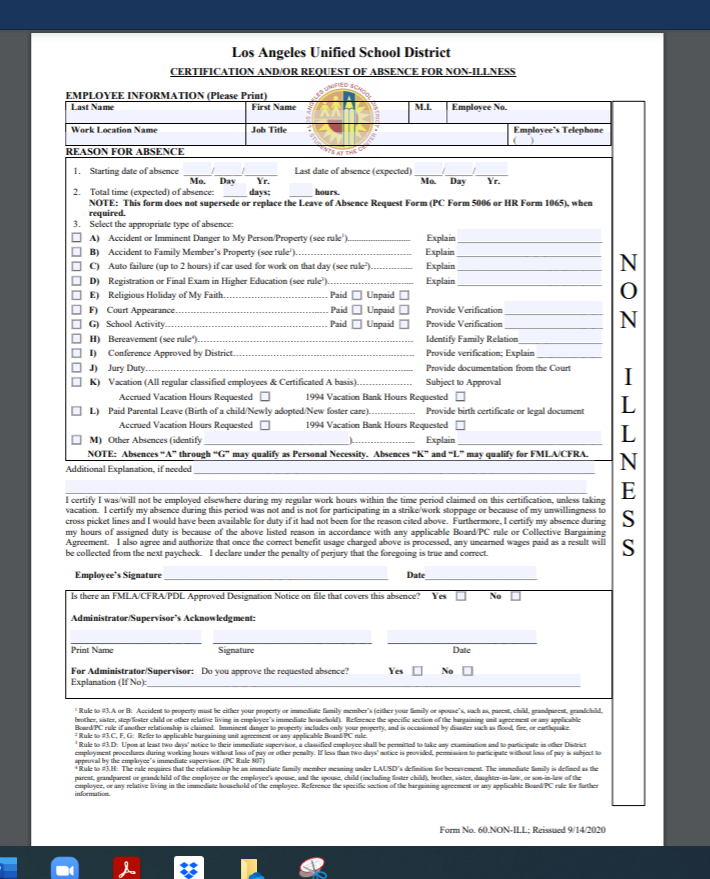 Los Angeles Unified School District
CERTIFICATION AND/OR REQUEST OF ABSENCE FOR NON-ILLNESS
EMPLOYEE INFORMATION (Please Print)
Last Name First Name M.I. Employee No.
Work Location Name Job Title Employee's Telephone
( )
LOS ANGELES UNIFIED SCHOOL DISTRICT • STUDENTS AT THE CENTER •
REASON FOR ABSENCE
1. Starting date of absence ____/____/____ Last date of absence (expected) ____/____/____
Mo. Day Yr. Mo. Day Yr.
2. Total time (expected) of absence: ____ days; ____ hours.
NOTE: This form does not supersede or replace the Leave of Absence Request Form (PC Form 5006 or HR Form 1065), when
required.
3. Select the appropriate type of absence:
A) Accident or Imminent Danger to My Person/Property (see rule¹).......................... Explain
B) Accident to Family Member's Property (see rule¹)…………………………… Explain
C) Auto failure (up to 2 hours) if car used for work on that day (see rule²)………… Explain
D) Registration or Final Exam in Higher Education (see rule³)…………………… Explain
E) Religious Holiday of My Faith………………………… Paid Unpaid
F) Court Appearance……………………………………… Paid Unpaid Provide Verification
G) School Activity………………………………………… Paid Unpaid Provide Verification
H) Bereavement (see rule⁴)………………………………………………………… Identify Family Relation
I) Conference Approved by District……………………………………………… Provide verification; Explain
J) Jury Duty………………………………………………………………………… Provide documentation from the Court
K) Vacation (All regular classified employees & Certificated A basis)…………… Subject to Approval
Accrued Vacation Hours Requested 1994 Vacation Bank Hours Requested
L) Paid Parental Leave (Birth of a child/Newly adopted/New foster care)………… Provide birth certificate or legal document
Accrued Vacation Hours Requested 1994 Vacation Bank Hours Requested
M) Other Absences (identify ____________________)……………… Explain
NOTE: Absences "A" through "G" may qualify as Personal Necessity. Absences "K" and "L" may qualify for FMLA/CFRA.
Additional Explanation, if needed
I certify I was/will not be employed elsewhere during my regular work hours within the time period claimed on this certification, unless taking
vacation. I certify my absence during this period was not and is not for participating in a strike/work stoppage or because of my unwillingness to
cross picket lines and I would have been available for duty if it had not been for the reason cited above. Furthermore, I certify my absence during
my hours of assigned duty is because of the above listed reason in accordance with any applicable Board/PC rule or Collective Bargaining
Agreement. I also agree and authorize that once the correct benefit usage charged above is processed, any unearned wages paid as a result will
be collected from the next paycheck. I declare under the penalty of perjury that the foregoing is true and correct.
Employee's Signature Date
Is there an FMLA/CFRA/PDL Approved Designation Notice on file that covers this absence? Yes No
Administrator/Supervisor's Acknowledgment:
Print Name Signature Date
For Administrator/Supervisor: Do you approve the requested absence? Yes No
Explanation (If No):
¹ Rule to #3.A or B: Accident to property must be either your property or immediate family member's (either your family or spouse's, such as, parent, child, grandparent, grandchild,
brother, sister, step/foster child or other relative living in employee's immediate household). Reference the specific section of the bargaining unit agreement or any applicable
Board/PC rule if another relationship is claimed. Imminent danger to property includes only your property, and is occasioned by disaster such as flood, fire, or earthquake.
² Rule to #3.C, F, G: Refer to applicable bargaining unit agreement or any applicable Board/PC rule.
³ Rule to #3.D: Upon at least two days' notice to their immediate supervisor, a classified employee shall be permitted to take any examination and to participate in other District
employment procedures during working hours without loss of pay or other penalty. If less than two days' notice is provided, permission to participate without loss of pay is subject to
approval by the employee's immediate supervisor. (PC Rule 807)
⁴ Rule to #3.H: The rule requires that the relationship be an immediate family member meaning under LAUSD's definition for bereavement. The immediate family is defined as the
parent, grandparent or grandchild of the employee or the employee's spouse, and the spouse, child (including foster child), brother, sister, daughter-in-law, or son-in-law of the
employee, or any relative living in the immediate household of the employee. Reference the specific section of the bargaining unit agreement or any applicable Board/PC rule for further
information.
NON ILLNESS
Form No. 60.NON-ILL; Reissued 9/14/2020